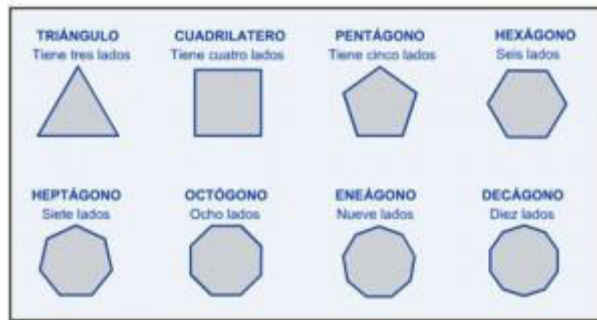 TRIÁNGULO
Tiene tres lados
CUADRILATERO
Tiene cuatro lados
PENTÁGONO
Tiene cinco lados
HEXÁGONO
Seis lados
HEPTÁGONO
Siete lados
OCTÓGONO
Ocho lados
ENEÁGONO
Nueve lados
DECÁGONO
Diez lados